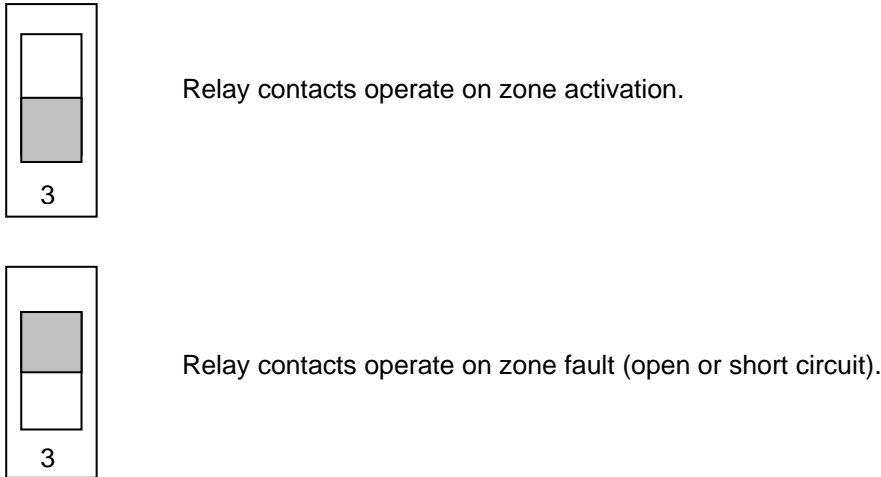 Relay contacts operate on zone activation.
3
Relay contacts operate on zone fault (open or short circuit).
3